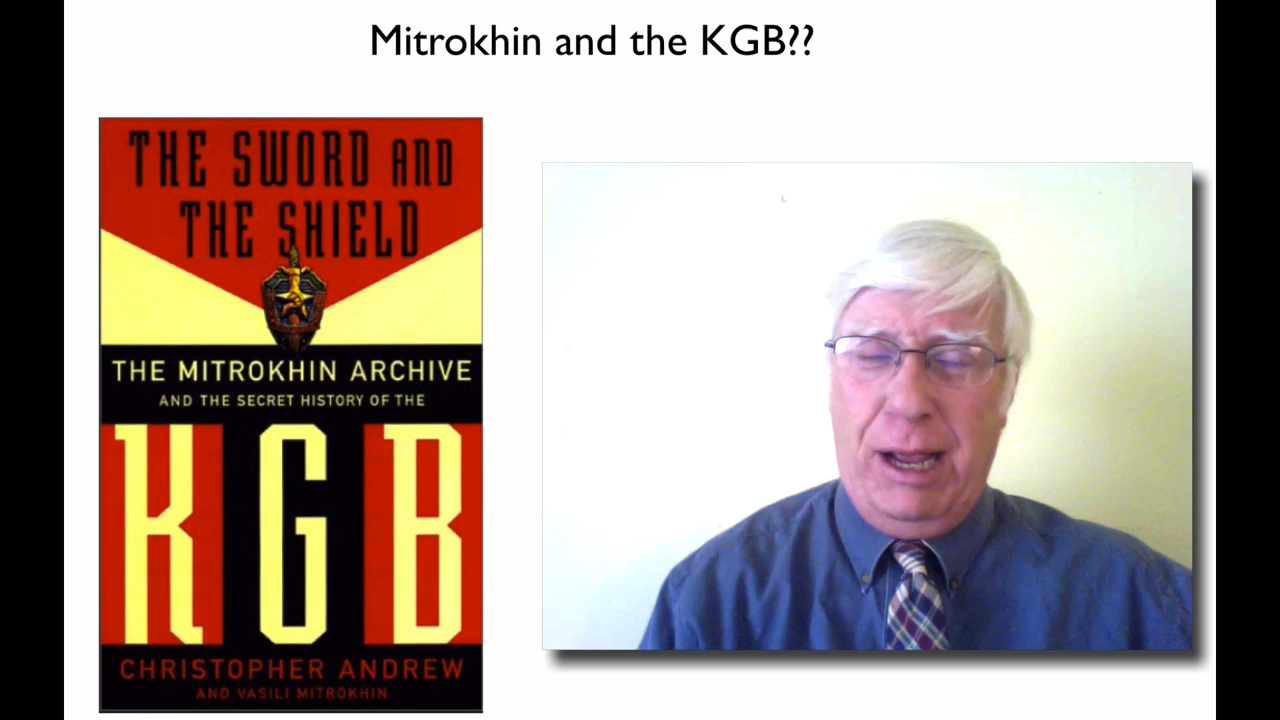 Mitrokhin and the KGB??
THE SWORD AND
THE SHIELD
THE MITROKHIN ARCHIVE
AND THE SECRET HISTORY OF THE
KGB
CHRISTOPHER ANDREW
AND VASILI MITROKHIN